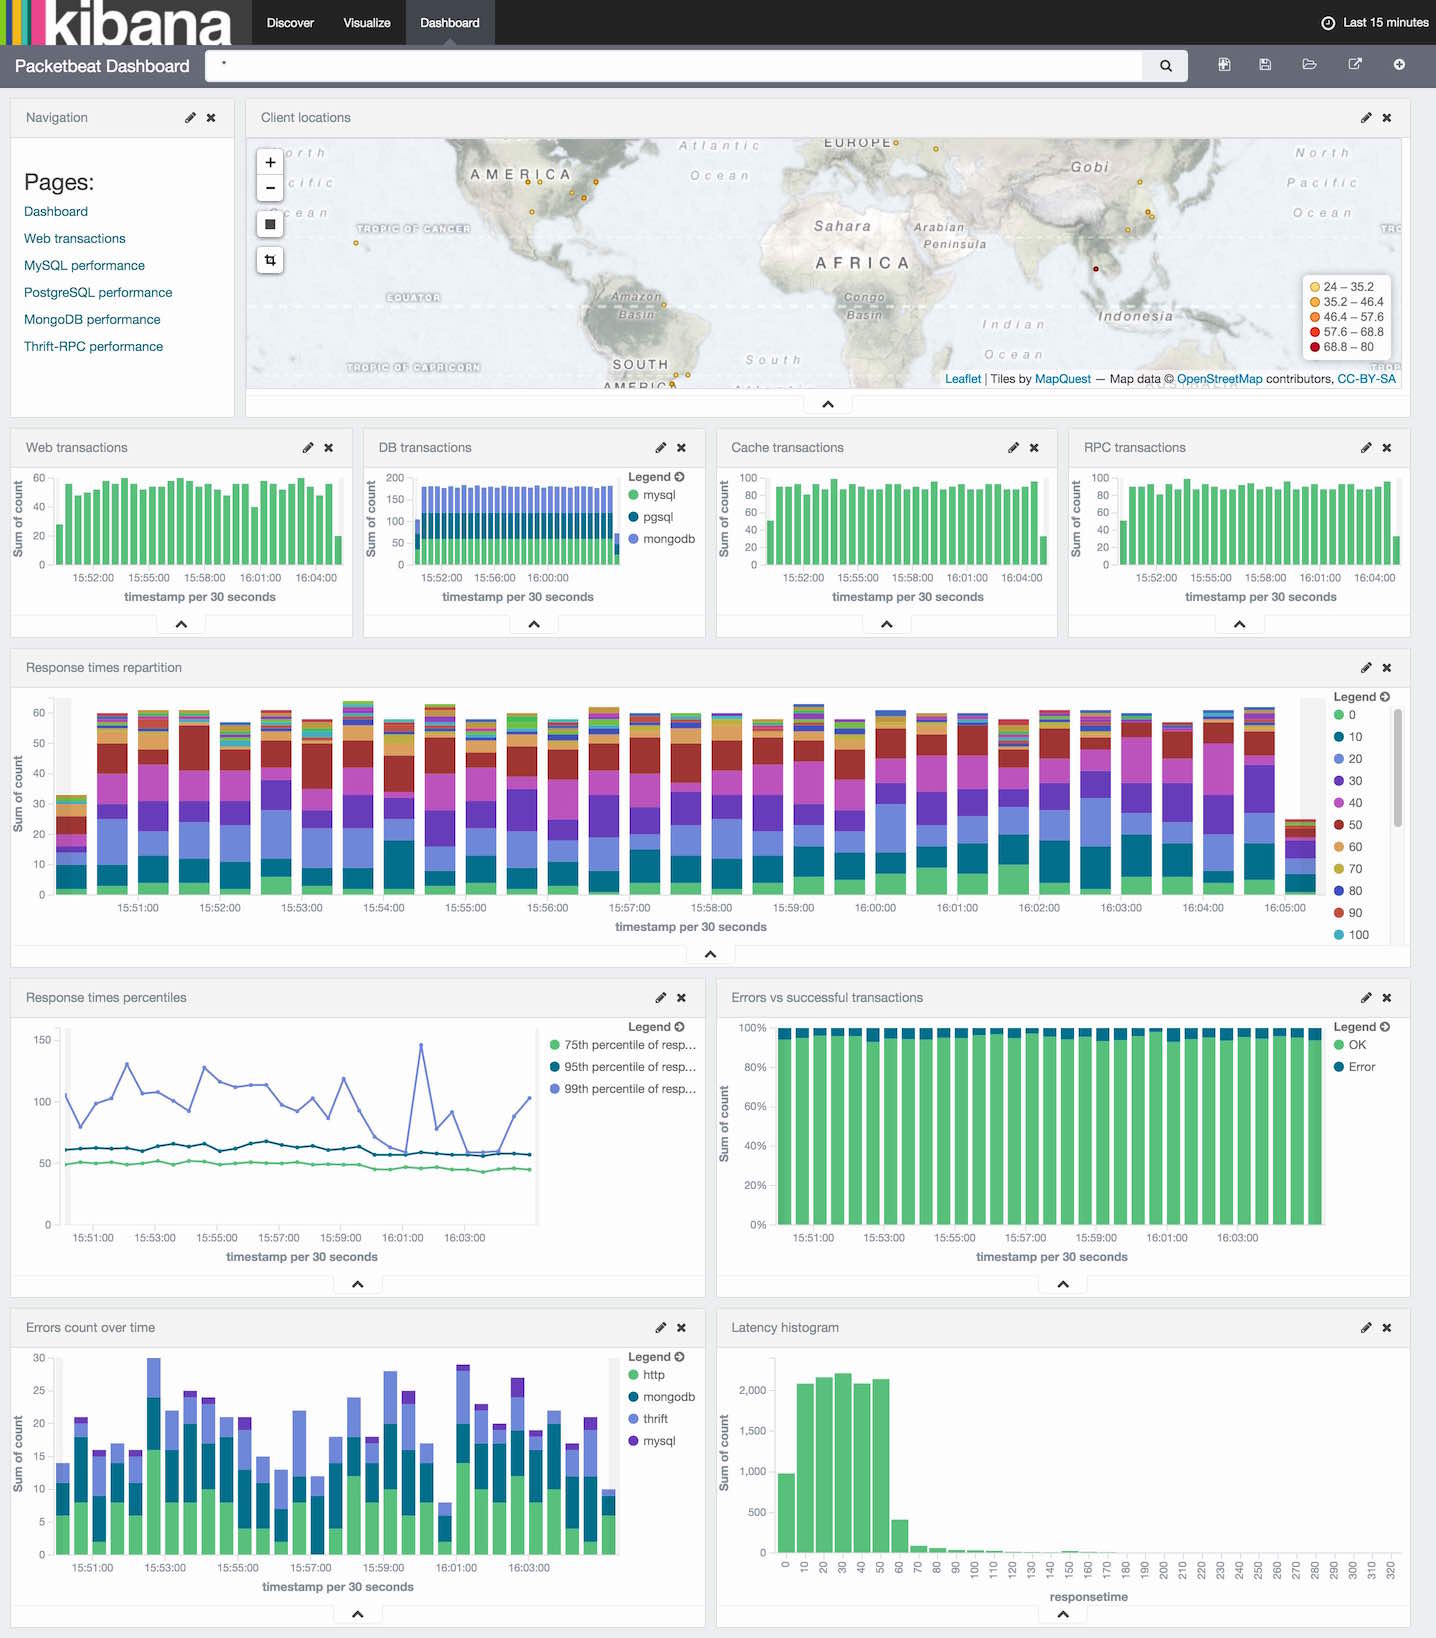 kibana
Discover Visualize Dashboard
Last 15 minutes
Packetbeat Dashboard *
Navigation
Pages:
Dashboard
Web transactions
MySQL performance
PostgreSQL performance
MongoDB performance
Thrift-RPC performance
Client locations
+
−
orth
cific
cean
AMERICA
Atlantic
Ocean
EUROPE
Gobi
North
Pacific
Ocean
TROPIC OF CANCER
Sahara
Arabian
Peninsula
AFRICA
TRO
EQUATOR
Amazon
Basin
Congo
Basin
Indian
Ocean
Indonesia
TROPIC OF CAPRICORN
SOUTH
AMERIC
South
Atlantic
AUSTRALIA
TROP
24 – 35.2
35.2 – 46.4
46.4 – 57.6
57.6 – 68.8
68.8 – 80
Leaflet | Tiles by MapQuest — Map data © OpenStreetMap contributors, CC-BY-SA
Web transactions
Sum of count
60
40
20
0
15:52:00 15:55:00 15:58:00 16:01:00 16:04:00
timestamp per 30 seconds
DB transactions
Sum of count
200
150
100
50
0
15:52:00 15:56:00 16:00:00
timestamp per 30 seconds
Legend
mysql
pgsql
mongodb
Cache transactions
Sum of count
100
80
60
40
20
0
15:52:00 15:55:00 15:58:00 16:01:00 16:04:00
timestamp per 30 seconds
RPC transactions
Sum of count
100
80
60
40
20
0
15:52:00 15:55:00 15:58:00 16:01:00 16:04:00
timestamp per 30 seconds
Response times repartition
Sum of count
60
50
40
30
20
10
0
15:51:00 15:52:00 15:53:00 15:54:00 15:55:00 15:56:00 15:57:00 15:58:00 15:59:00 16:00:00 16:01:00 16:02:00 16:03:00 16:04:00 16:05:00
timestamp per 30 seconds
Legend
0
10
20
30
40
50
60
70
80
90
100
Response times percentiles
150
100
50
0
15:51:00 15:53:00 15:55:00 15:57:00 15:59:00 16:01:00 16:03:00
timestamp per 30 seconds
Legend
75th percentile of resp...
95th percentile of resp...
99th percentile of resp...
Errors vs successful transactions
Sum of count
100%
80%
60%
40%
20%
0%
15:51:00 15:53:00 15:55:00 15:57:00 15:59:00 16:01:00 16:03:00
timestamp per 30 seconds
Legend
OK
Error
Errors count over time
Sum of count
30
25
20
15
10
5
0
15:51:00 15:53:00 15:55:00 15:57:00 15:59:00 16:01:00 16:03:00
timestamp per 30 seconds
Legend
http
mongodb
thrift
mysql
Latency histogram
Sum of count
2,000
1,500
1,000
500
0
0 10 20 30 40 50 60 70 80 90 100 110 120 130 140 150 160 170 180 190 200 210 220 230 240 250 260 270 280 290 300 310 320
responsetime